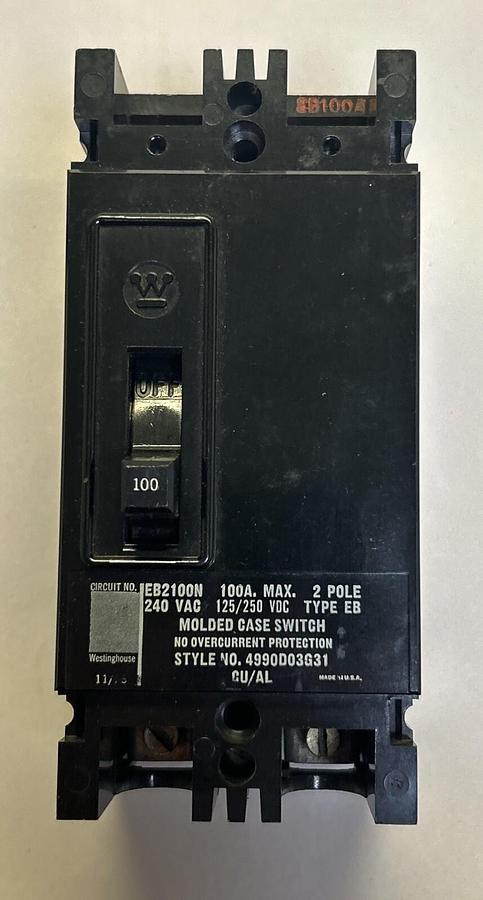 EB100
W
OFF
100
CIRCUIT NO.
EB2100N 100A. MAX. 2 POLE
240 VAC 125/250 VDC TYPE EB
MOLDED CASE SWITCH
NO OVERCURRENT PROTECTION
STYLE NO. 4990D03G31
CU/AL
MADE IN U.S.A.
Westinghouse